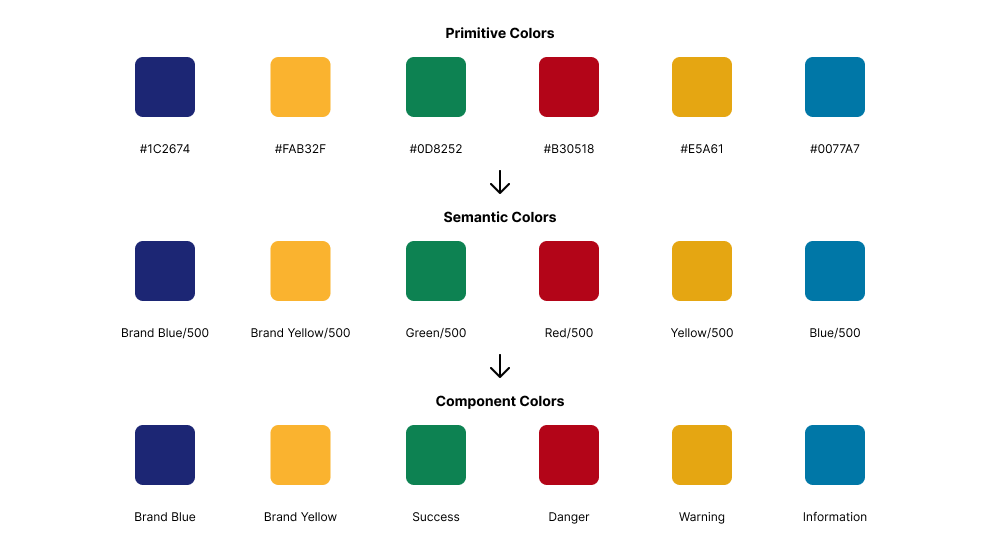 Primitive Colors
#1C2674 #FAB32F #0D8252 #B30518 #E5A61 #0077A7
Semantic Colors
Brand Blue/500 Brand Yellow/500 Green/500 Red/500 Yellow/500 Blue/500
Component Colors
Brand Blue Brand Yellow Success Danger Warning Information